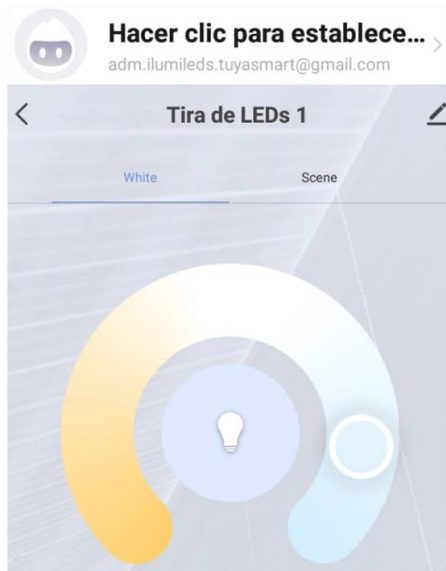 Hacer clic para establece...
adm.ilumileds.tuyasmart@gmail.com
Tira de LEDs 1
White Scene